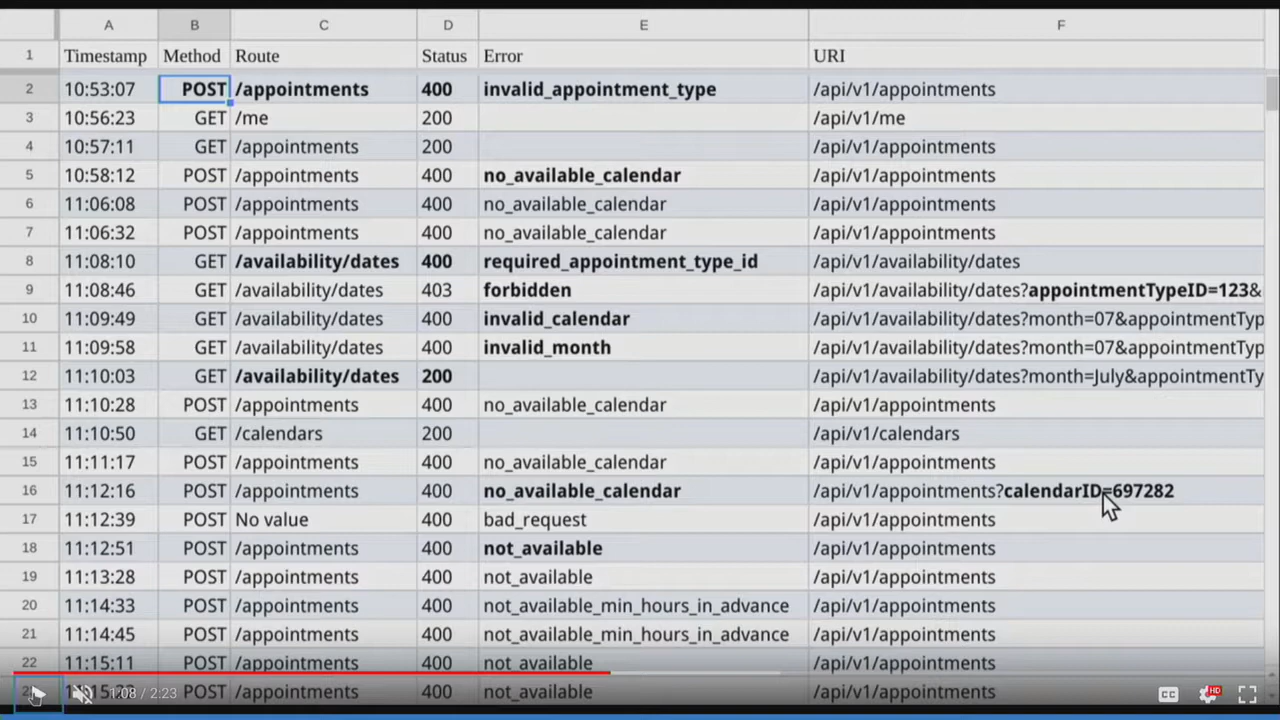 A B C D E F
1 Timestamp Method Route Status Error URI
2 10:53:07 POST /appointments 400 invalid_appointment_type /api/v1/appointments
3 10:56:23 GET /me 200 /api/v1/me
4 10:57:11 GET /appointments 200 /api/v1/appointments
5 10:58:12 POST /appointments 400 no_available_calendar /api/v1/appointments
6 11:06:08 POST /appointments 400 no_available_calendar /api/v1/appointments
7 11:06:32 POST /appointments 400 no_available_calendar /api/v1/appointments
8 11:08:10 GET /availability/dates 400 required_appointment_type_id /api/v1/availability/dates
9 11:08:46 GET /availability/dates 403 forbidden /api/v1/availability/dates?appointmentTypeID=123&
10 11:09:49 GET /availability/dates 400 invalid_calendar /api/v1/availability/dates?month=07&appointmentTyp
11 11:09:58 GET /availability/dates 400 invalid_month /api/v1/availability/dates?month=07&appointmentTyp
12 11:10:03 GET /availability/dates 200 /api/v1/availability/dates?month=July&appointmentTy
13 11:10:28 POST /appointments 400 no_available_calendar /api/v1/appointments
14 11:10:50 GET /calendars 200 /api/v1/calendars
15 11:11:17 POST /appointments 400 no_available_calendar /api/v1/appointments
16 11:12:16 POST /appointments 400 no_available_calendar /api/v1/appointments?calendarID=697282
17 11:12:39 POST No value 400 bad_request /api/v1/appointments
18 11:12:51 POST /appointments 400 not_available /api/v1/appointments
19 11:13:28 POST /appointments 400 not_available /api/v1/appointments
20 11:14:33 POST /appointments 400 not_available_min_hours_in_advance /api/v1/appointments
21 11:14:45 POST /appointments 400 not_available_min_hours_in_advance /api/v1/appointments
22 11:15:11 POST /appointments 400 not_available /api/v1/appointments
POST /appointments 400 not_available /api/v1/appointments
1:08 / 2:23 CC HD